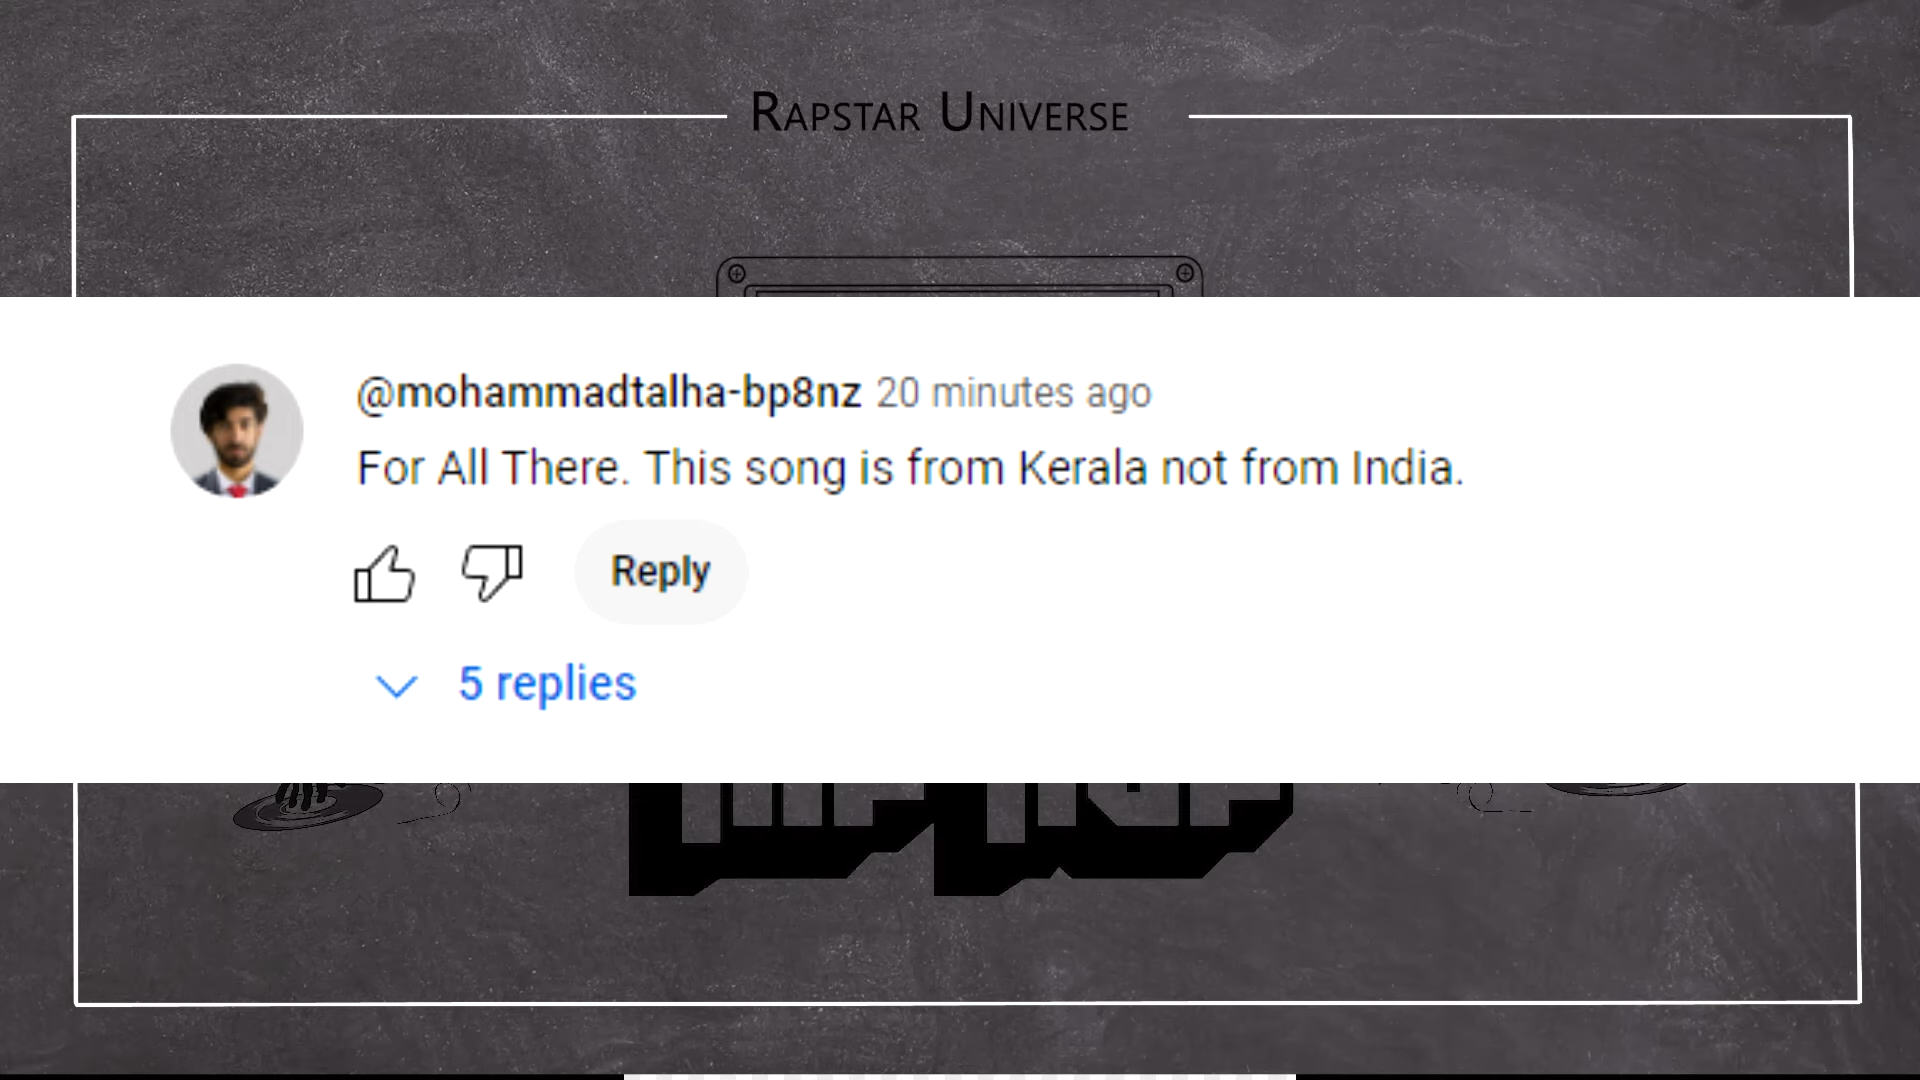 Rapstar Universe
@mohammadtalha-bp8nz 20 minutes ago
For All There. This song is from Kerala not from India.
Reply
5 replies